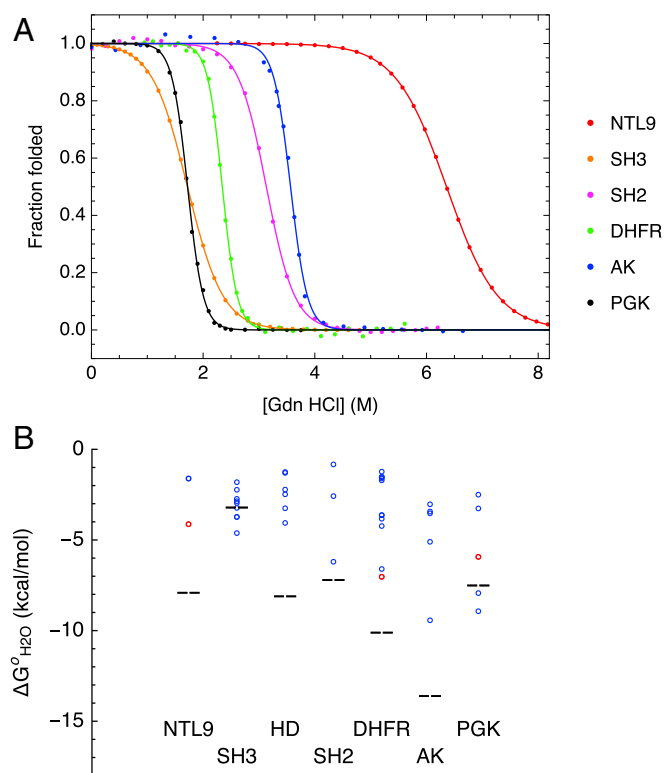 A
Fraction folded
1.0
0.8
0.6
0.4
0.2
0.0
0
2
4
6
8
[Gdn HCl] (M)
NTL9
SH3
SH2
DHFR
AK
PGK
B
ΔG°H2O (kcal/mol)
0
−5
−10
−15
NTL9
HD
DHFR
PGK
SH3
SH2
AK